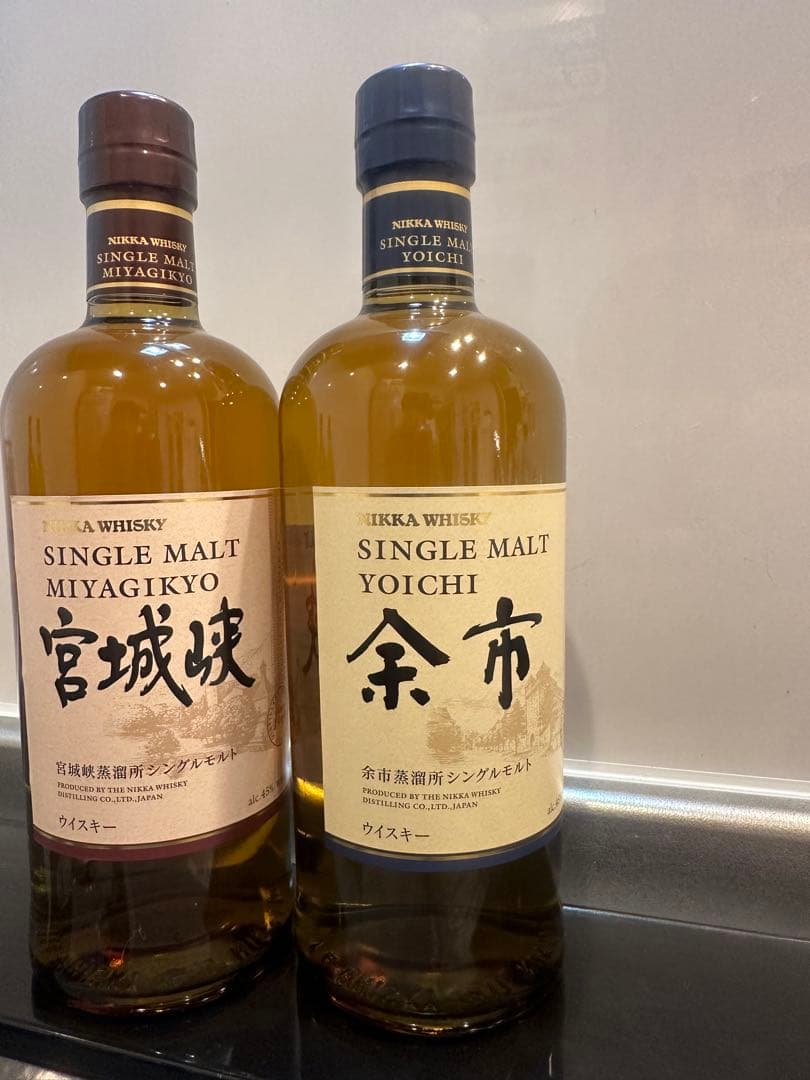 NIKKA WHISKY
SINGLE MALT
MIYAGIKYO
NIKKA WHISKY
SINGLE MALT
MIYAGIKYO
宮城峡
宮城峡蒸溜所シングルモルト
PRODUCED BY THE NIKKA WHISKY
DISTILLING CO.,LTD.,JAPAN
alc.45%
ウイスキー
NIKKA WHISKY
SINGLE MAL
YOICHI
NIKKA WHISKY
SINGLE MALT
YOICHI
余市
余市蒸溜所シングルモルト
PRODUCED BY THE NIKKA WHISKY
DISTILLING CO.,LTD.,JAPAN
alc.
ウイスキー